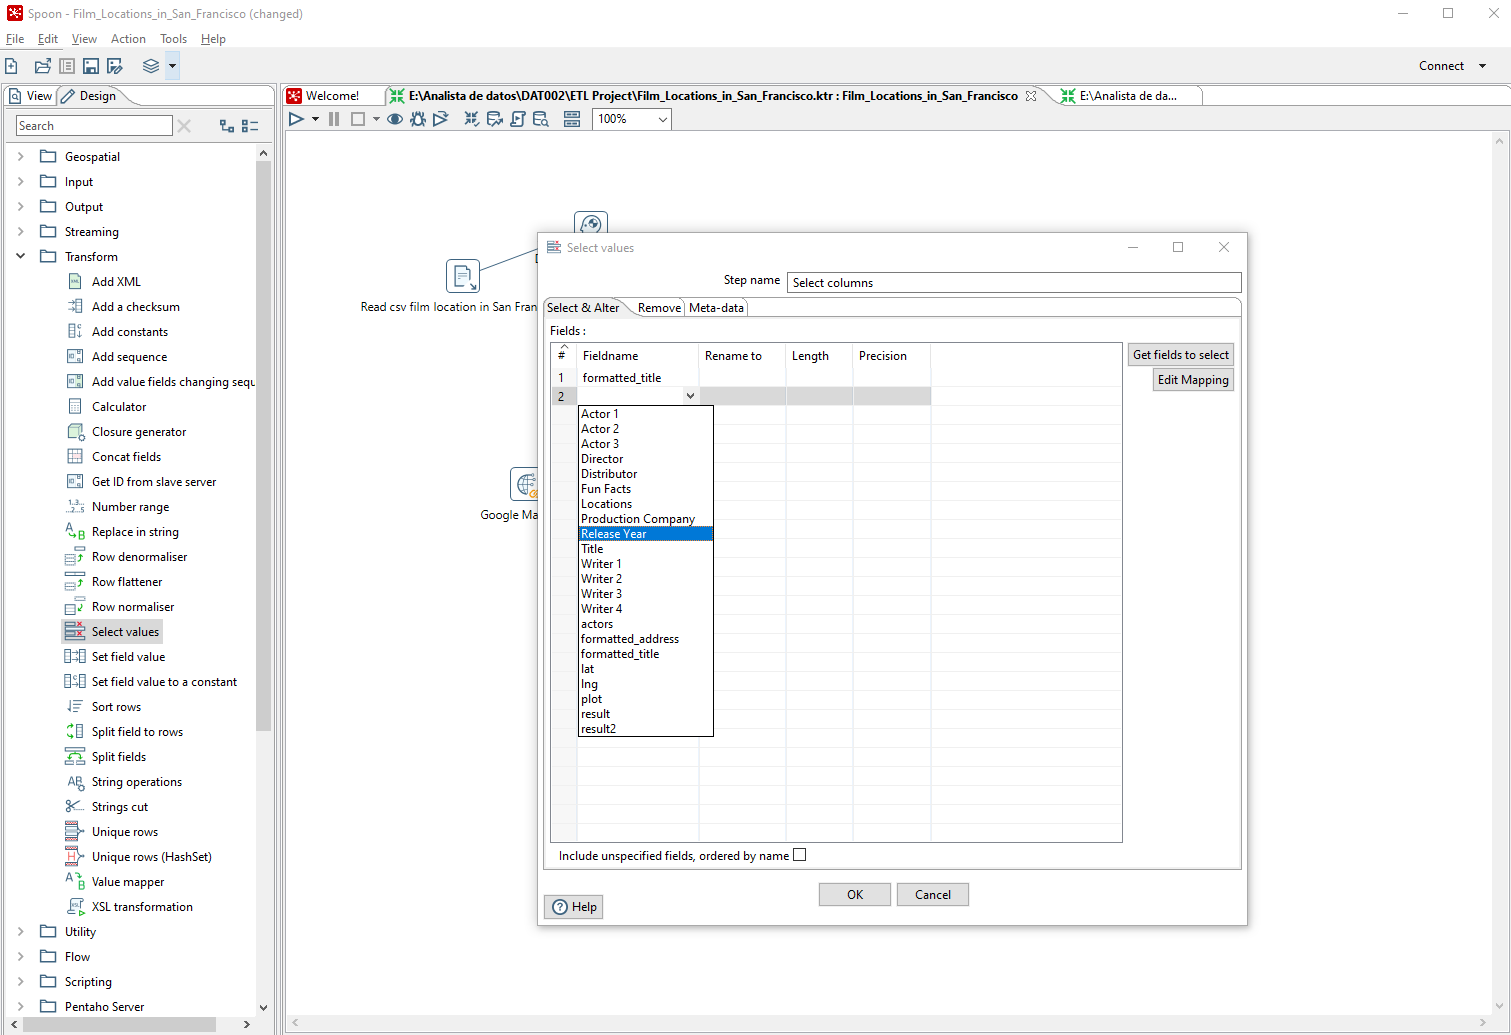 Spoon - Film_Locations_in_San_Francisco (changed)
File Edit View Action Tools Help
Connect
View Design
Welcome! E:\Analista de datos\DAT002\ETL Project\Film_Locations_in_San_Francisco.ktr : Film_Locations_in_San_Francisco E:\Analista de da...
Search
100%
Geospatial
Input
Output
Streaming
Transform
Add XML
Add a checksum
Add constants
Add sequence
Add value fields changing sequ
Calculator
Closure generator
Concat fields
Get ID from slave server
Number range
Replace in string
Row denormaliser
Row flattener
Row normaliser
Select values
Set field value
Set field value to a constant
Sort rows
Split field to rows
Split fields
String operations
Strings cut
Unique rows
Unique rows (HashSet)
Value mapper
XSL transformation
Utility
Flow
Scripting
Pentaho Server
Read csv film location in San Fran
Google Ma
Select values
Step name Select columns
Select & Alter Remove Meta-data
Fields :
# Fieldname Rename to Length Precision
1 formatted_title
2
Get fields to select
Edit Mapping
Actor 1
Actor 2
Actor 3
Director
Distributor
Fun Facts
Locations
Production Company
Release Year
Title
Writer 1
Writer 2
Writer 3
Writer 4
actors
formatted_address
formatted_title
lat
lng
plot
result
result2
Include unspecified fields, ordered by name
OK Cancel
Help